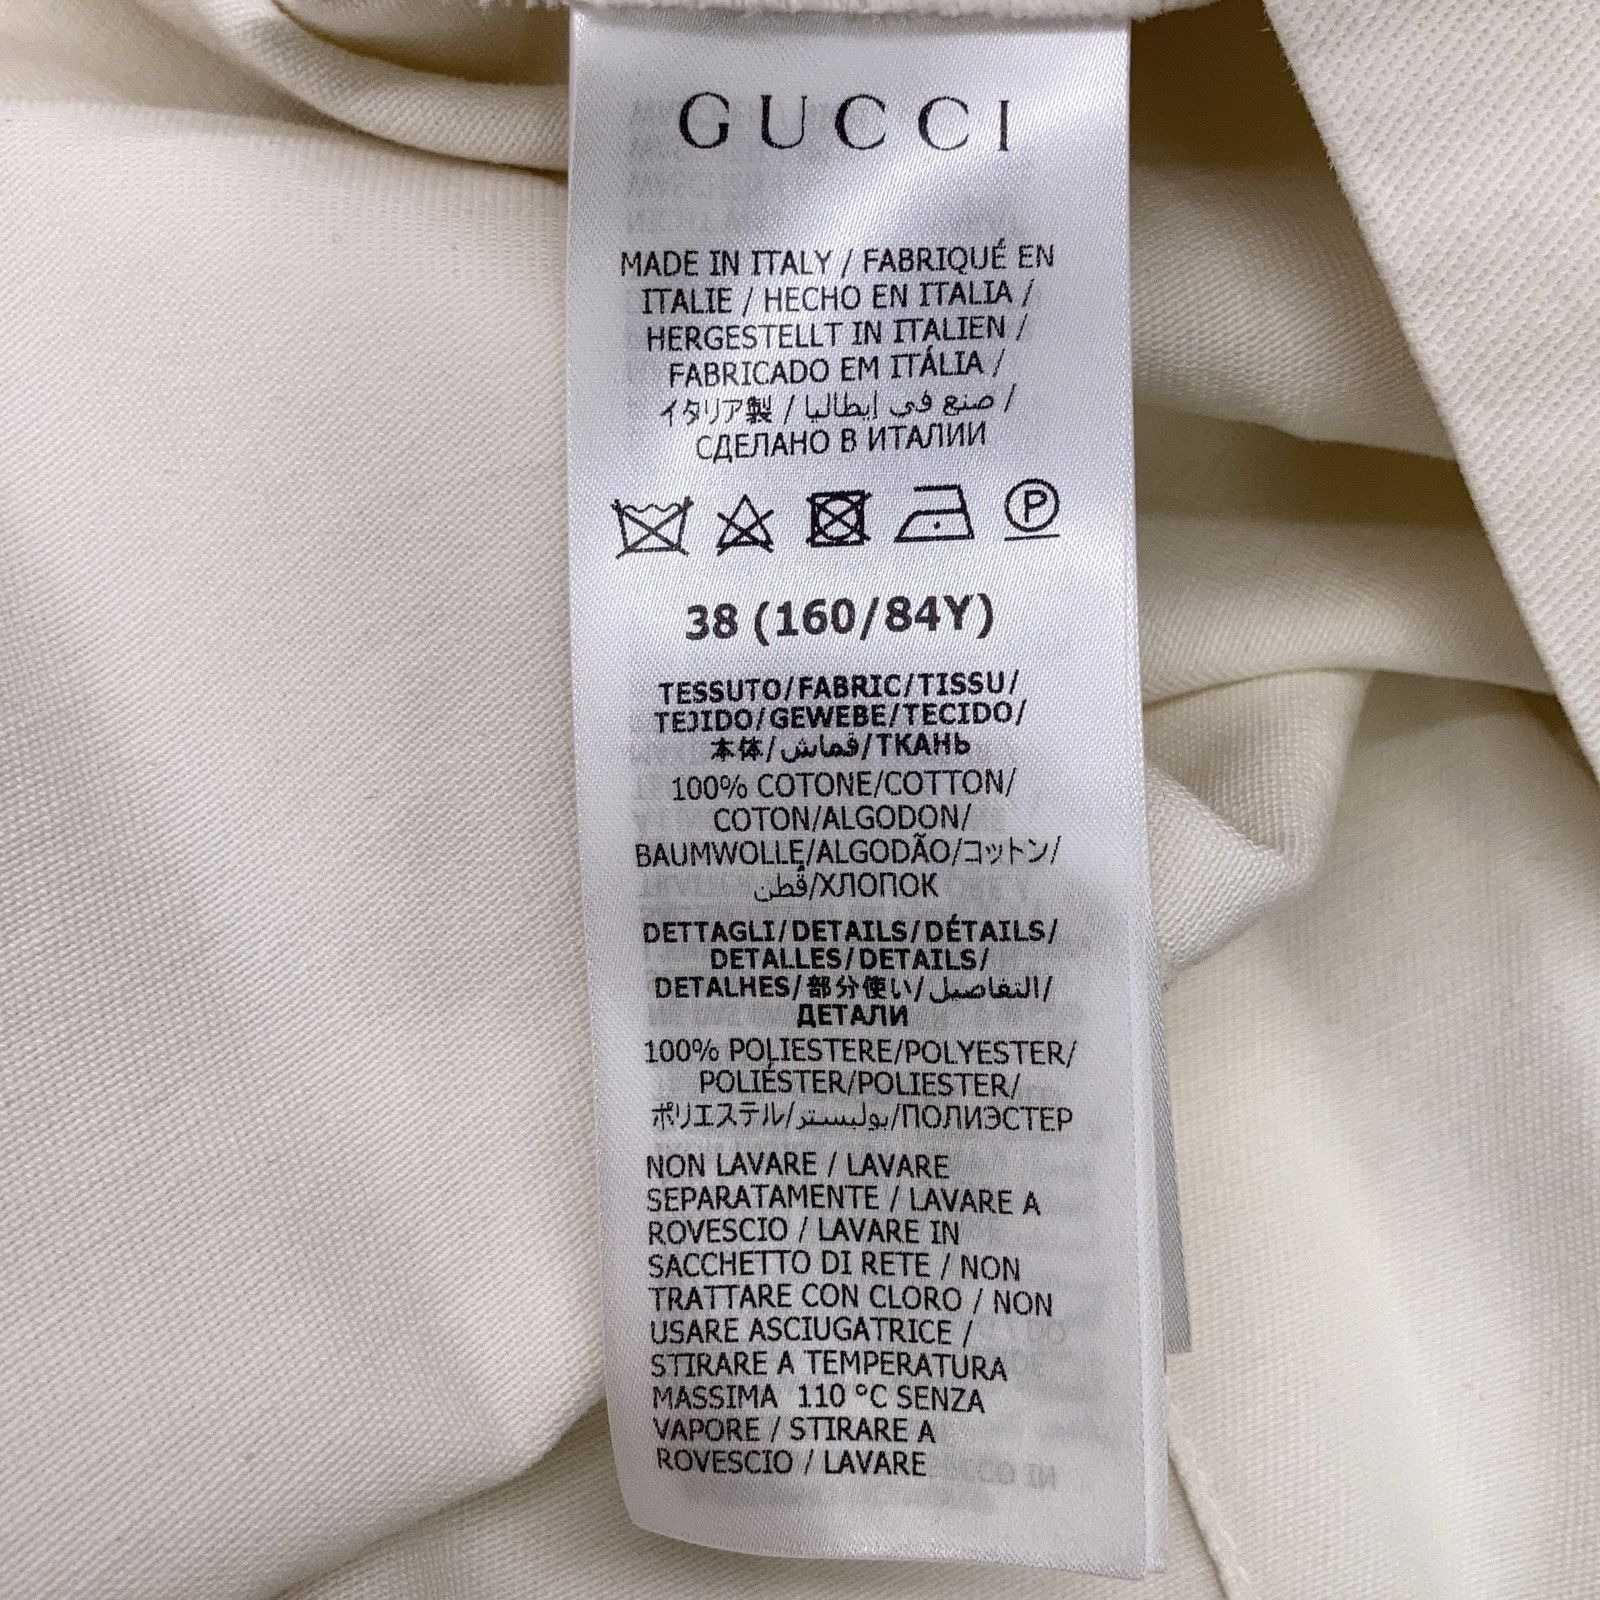 GUCCI
MADE IN ITALY / FABRIQUÉ EN
ITALIE / HECHO EN ITALIA /
HERGESTELLT IN ITALIEN /
FABRICADO EM ITÁLIA /
イタリア製 / صنع في إيطاليا /
СДЕЛАНО В ИТАЛИИ
P
38 (160/84Y)
TESSUTO/FABRIC/TISSU/
TEJIDO/GEWEBE/TECIDO/
本体/قماش/ТКАНЬ
100% COTONE/COTTON/
COTON/ALGODON/
BAUMWOLLE/ALGODÃO/コットン/
قُطن/ХЛОПОК
DETTAGLI/DETAILS/DÉTAILS/
DETALLES/DETAILS/
DETALHES/部分使い/التفاصيل/
ДЕТАЛИ
100% POLIESTERE/POLYESTER/
POLIÉSTER/POLIESTER/
ポリエステル/بوليستر/ПОЛИЭСТЕР
NON LAVARE / LAVARE
SEPARATAMENTE / LAVARE A
ROVESCIO / LAVARE IN
SACCHETTO DI RETE / NON
TRATTARE CON CLORO / NON
USARE ASCIUGATRICE /
STIRARE A TEMPERATURA
MASSIMA 110 °C SENZA
VAPORE / STIRARE A
ROVESCIO / LAVARE